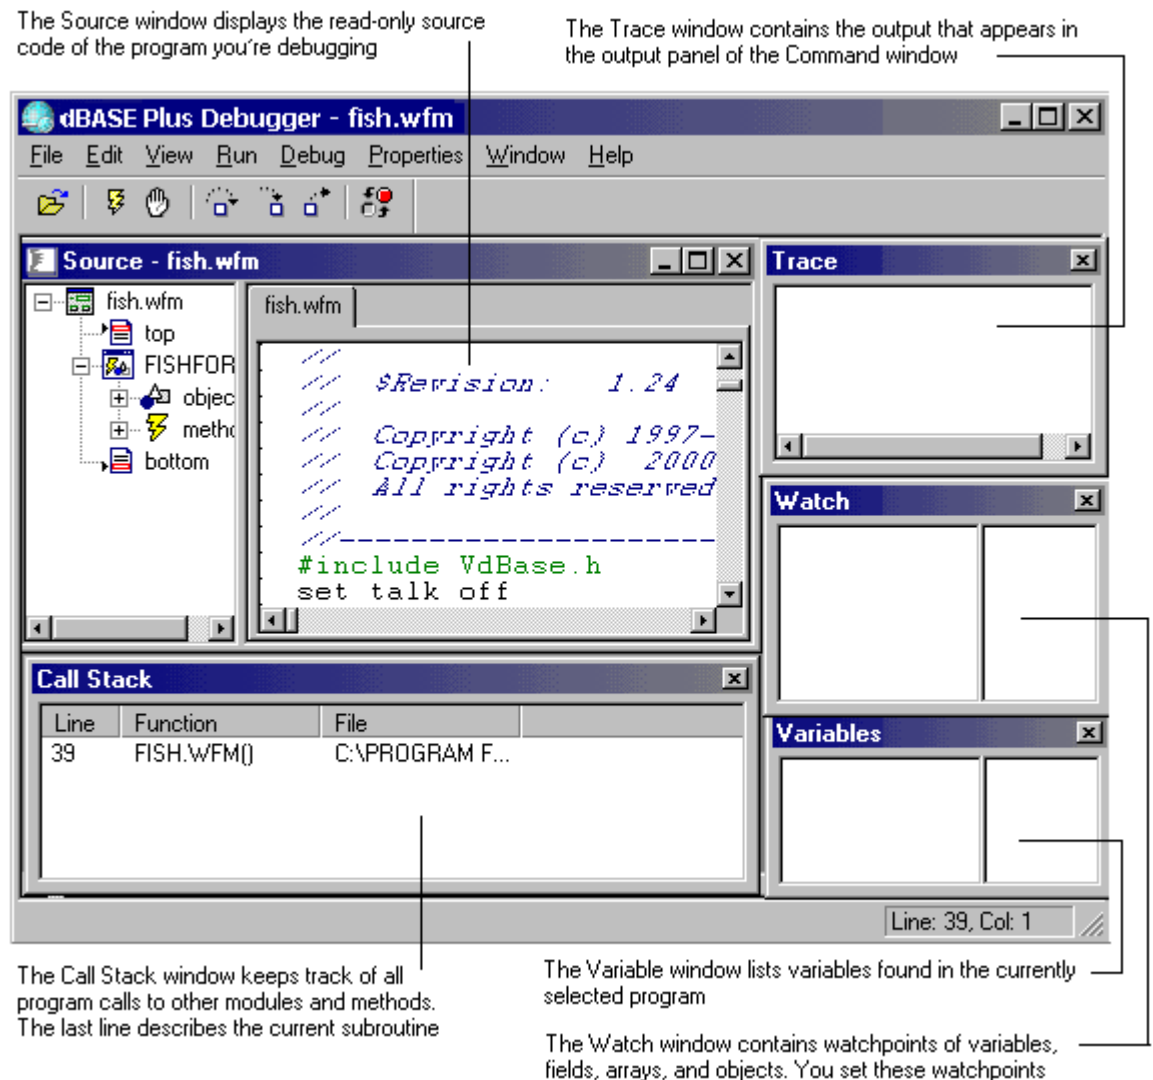 The Source window displays the read-only source
code of the program you're debugging
The Trace window contains the output that appears in
the output panel of the Command window
dBASE Plus Debugger - fish.wfm
File Edit View Run Debug Properties Window Help
Source - fish.wfm
fish.wfm
top
FISHFOR
objec
metho
bottom
fish.wfm
///
/// $Revision: 1.24
///
/// Copyright (c) 1997-
/// Copyright (c) 2000
/// All rights reserved
///
///----------------------
#include VdBase.h
set talk off
Trace
Watch
Call Stack
Line Function File
39 FISH.WFM() C:\PROGRAM F...
Variables
Line: 39, Col: 1
The Call Stack window keeps track of all
program calls to other modules and methods.
The last line describes the current subroutine
The Variable window lists variables found in the currently
selected program
The Watch window contains watchpoints of variables,
fields, arrays, and objects. You set these watchpoints